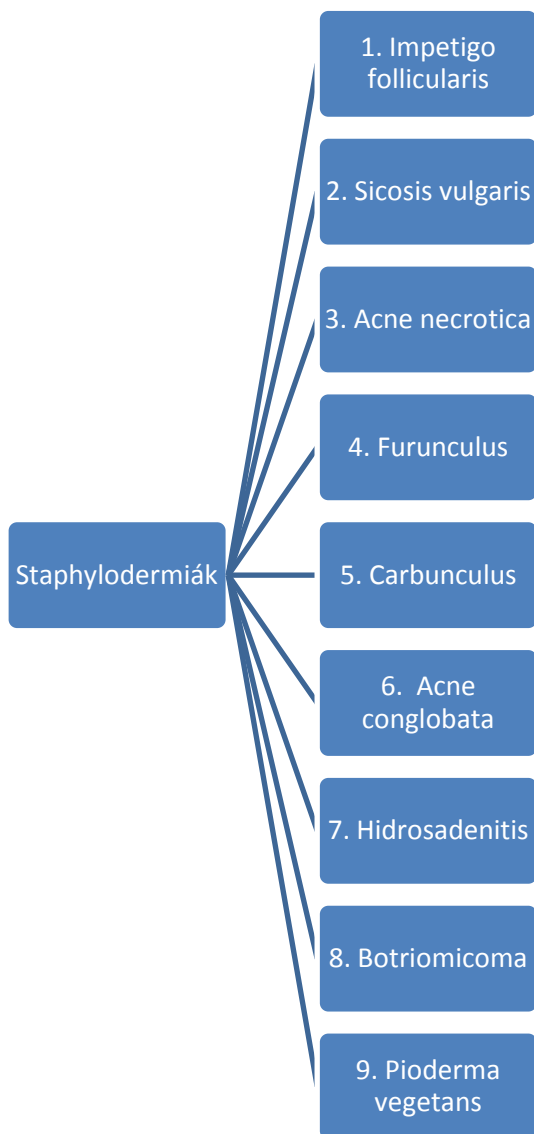 1. Impetigo
follicularis
2. Sicosis vulgaris
3. Acne necrotica
4. Furunculus
Staphylodermiák
5. Carbunculus
6. Acne
conglobata
7. Hidrosadenitis
8. Botriomicoma
9. Pioderma
vegetans